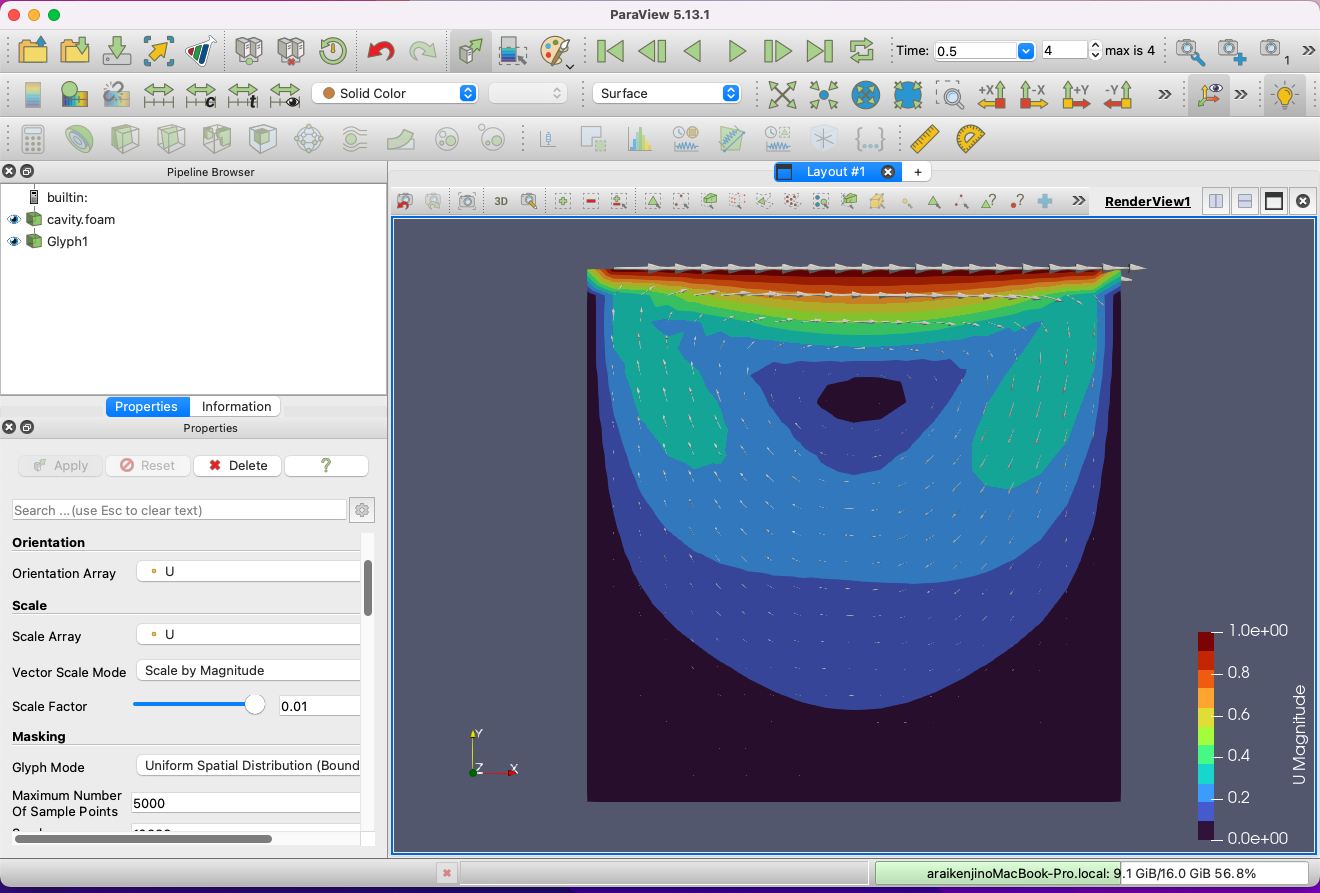 ParaView 5.13.1
Time: 0.5 4 max is 4
1
Solid Color
Surface
+X -X +Y -Y
Pipeline Browser
Layout #1 +
builtin:
cavity.foam
Glyph1
3D
RenderView1
Properties Information
Properties
Apply Reset Delete ?
Search ... (use Esc to clear text)
Orientation
Orientation Array U
Scale
Scale Array U
Vector Scale Mode Scale by Magnitude
Scale Factor 0.01
Masking
Glyph Mode Uniform Spatial Distribution (Bound
Maximum Number
Of Sample Points 5000
Y
Z X
1.0e+00
0.8
0.6
0.4
0.2
0.0e+00
U Magnitude
araikenjinoMacBook-Pro.local: 9.1 GiB/16.0 GiB 56.8%